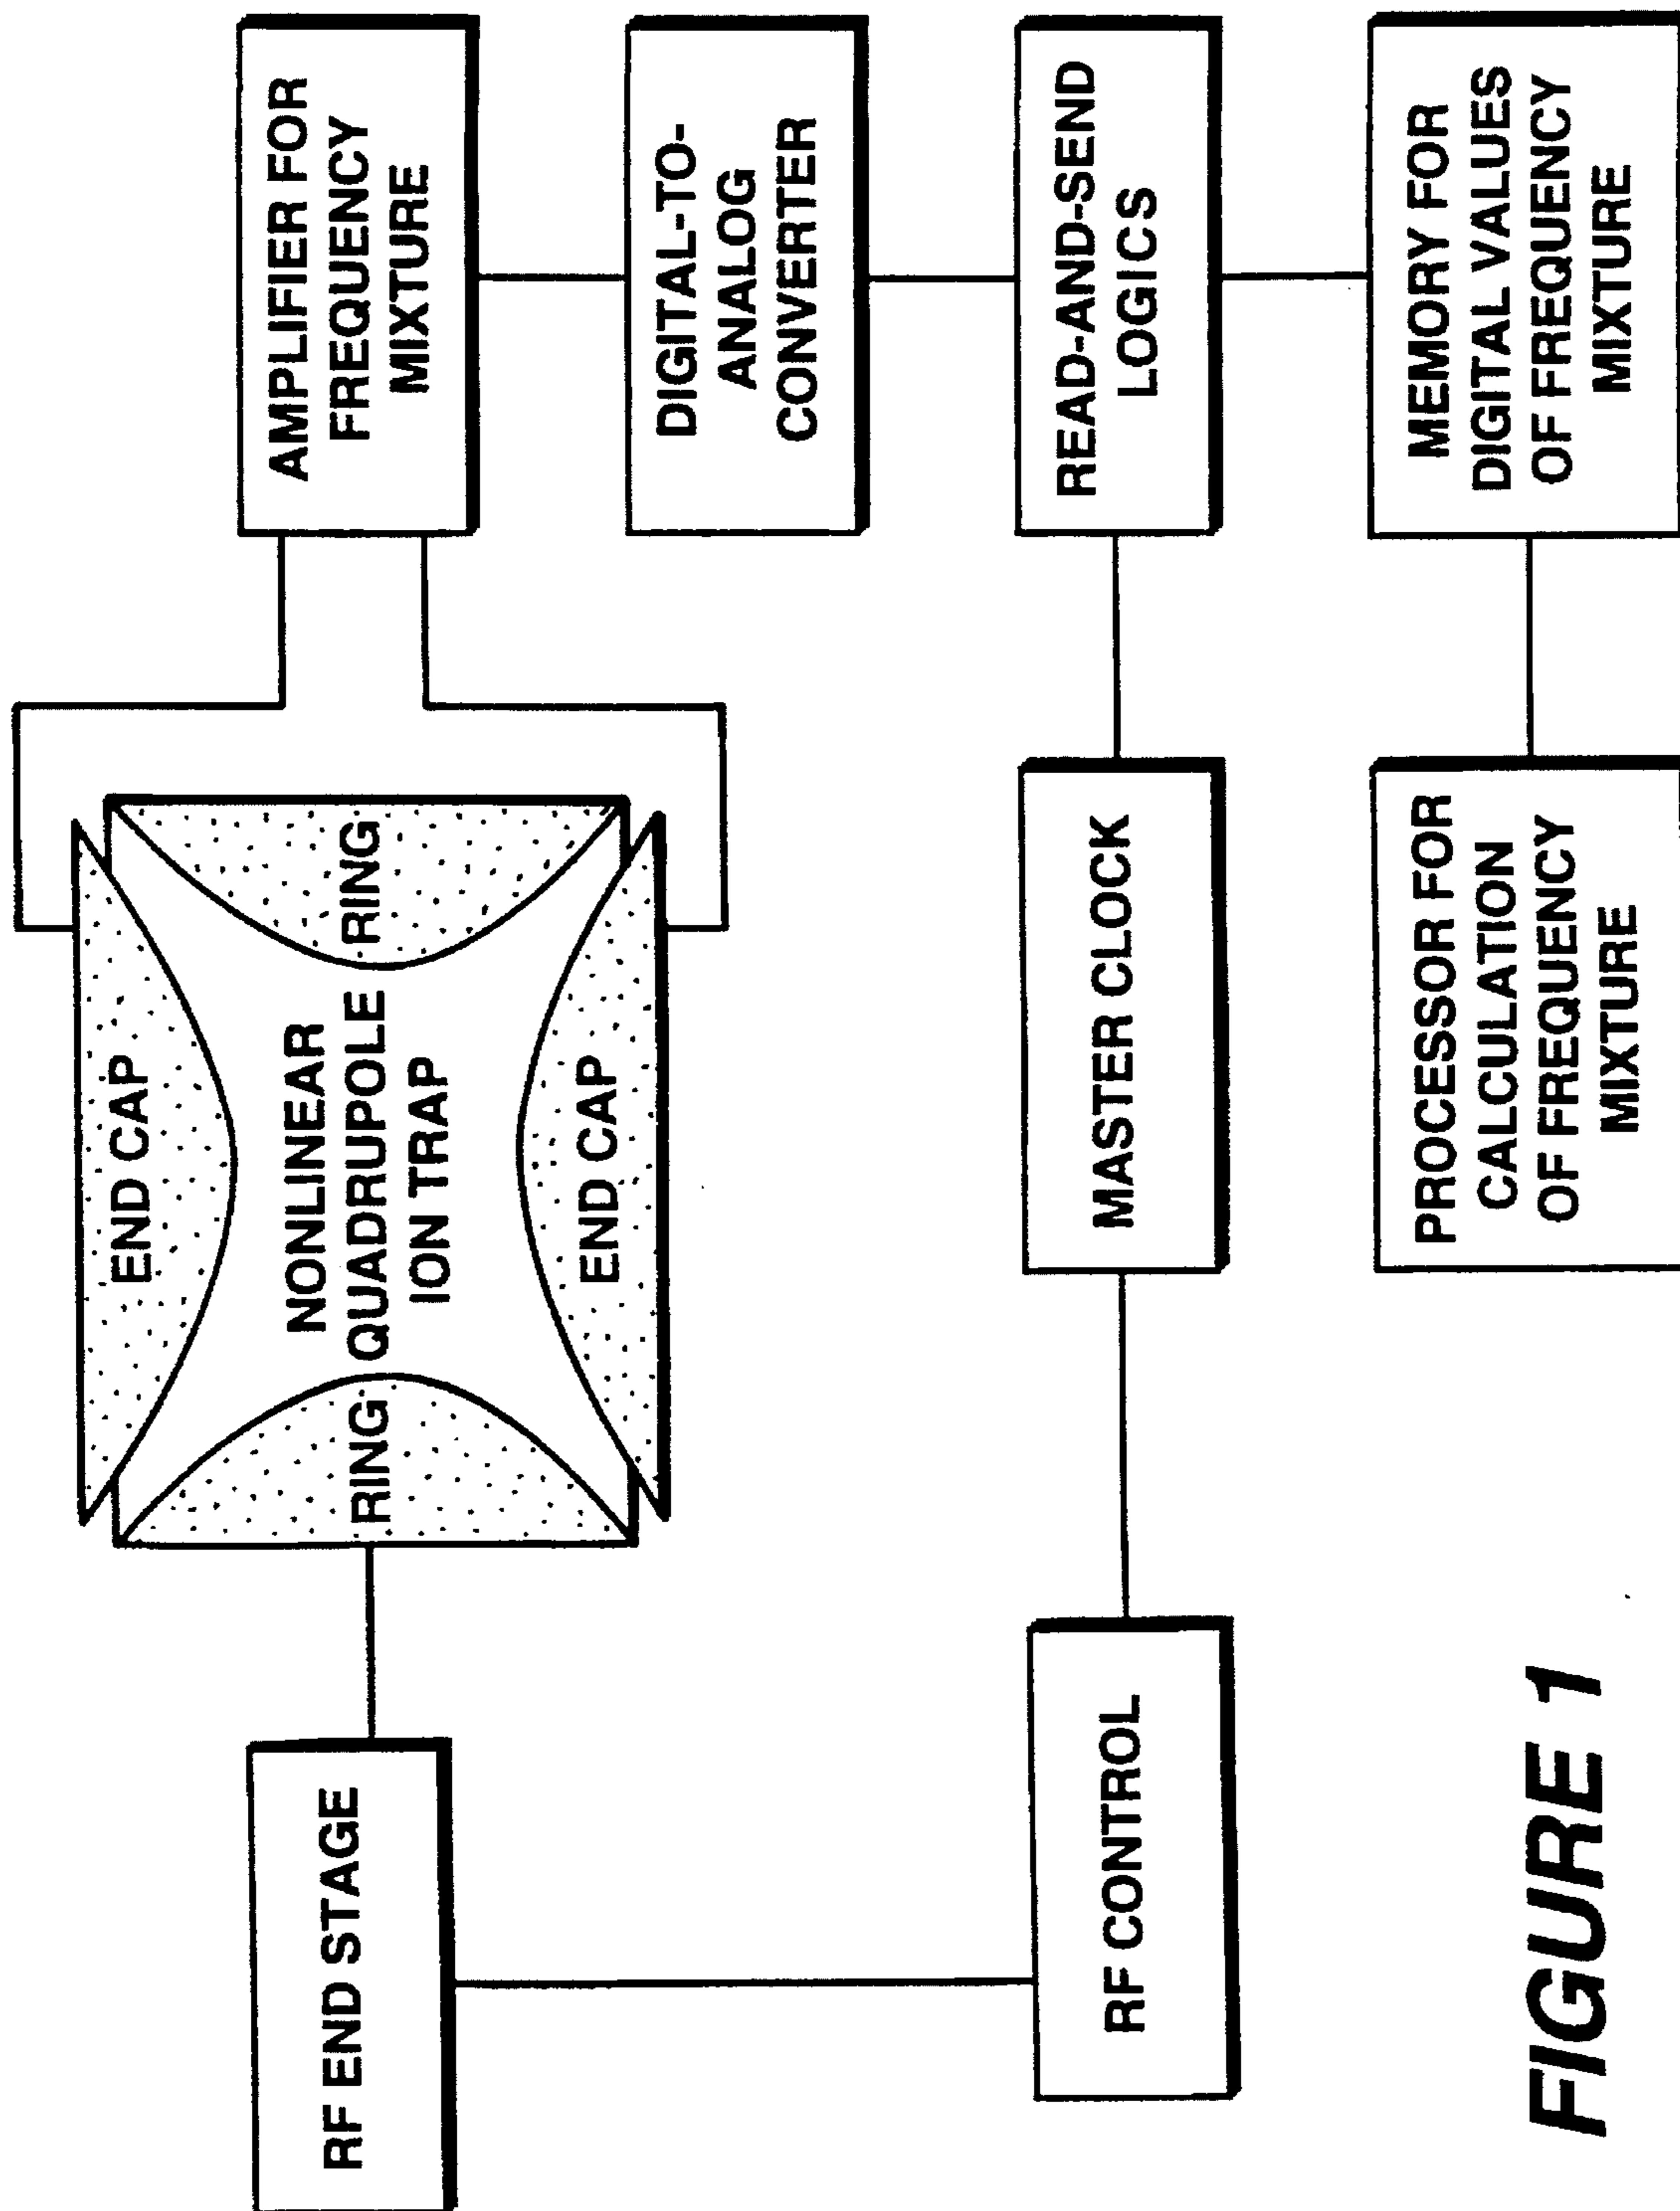 RF END STAGE
END CAP
NONLINEAR
RING QUADRUPOLE RING
ION TRAP
END CAP
AMPLIFIER FOR
FREQUENCY
MIXTURE
DIGITAL-TO-
ANALOG
CONVERTER
RF CONTROL
MASTER CLOCK
READ-AND-SEND
LOGICS
PROCESSOR FOR
CALCULATION
OF FREQUENCY
MIXTURE
MEMORY FOR
DIGITAL VALUES
OF FREQUENCY
MIXTURE
FIGURE 1